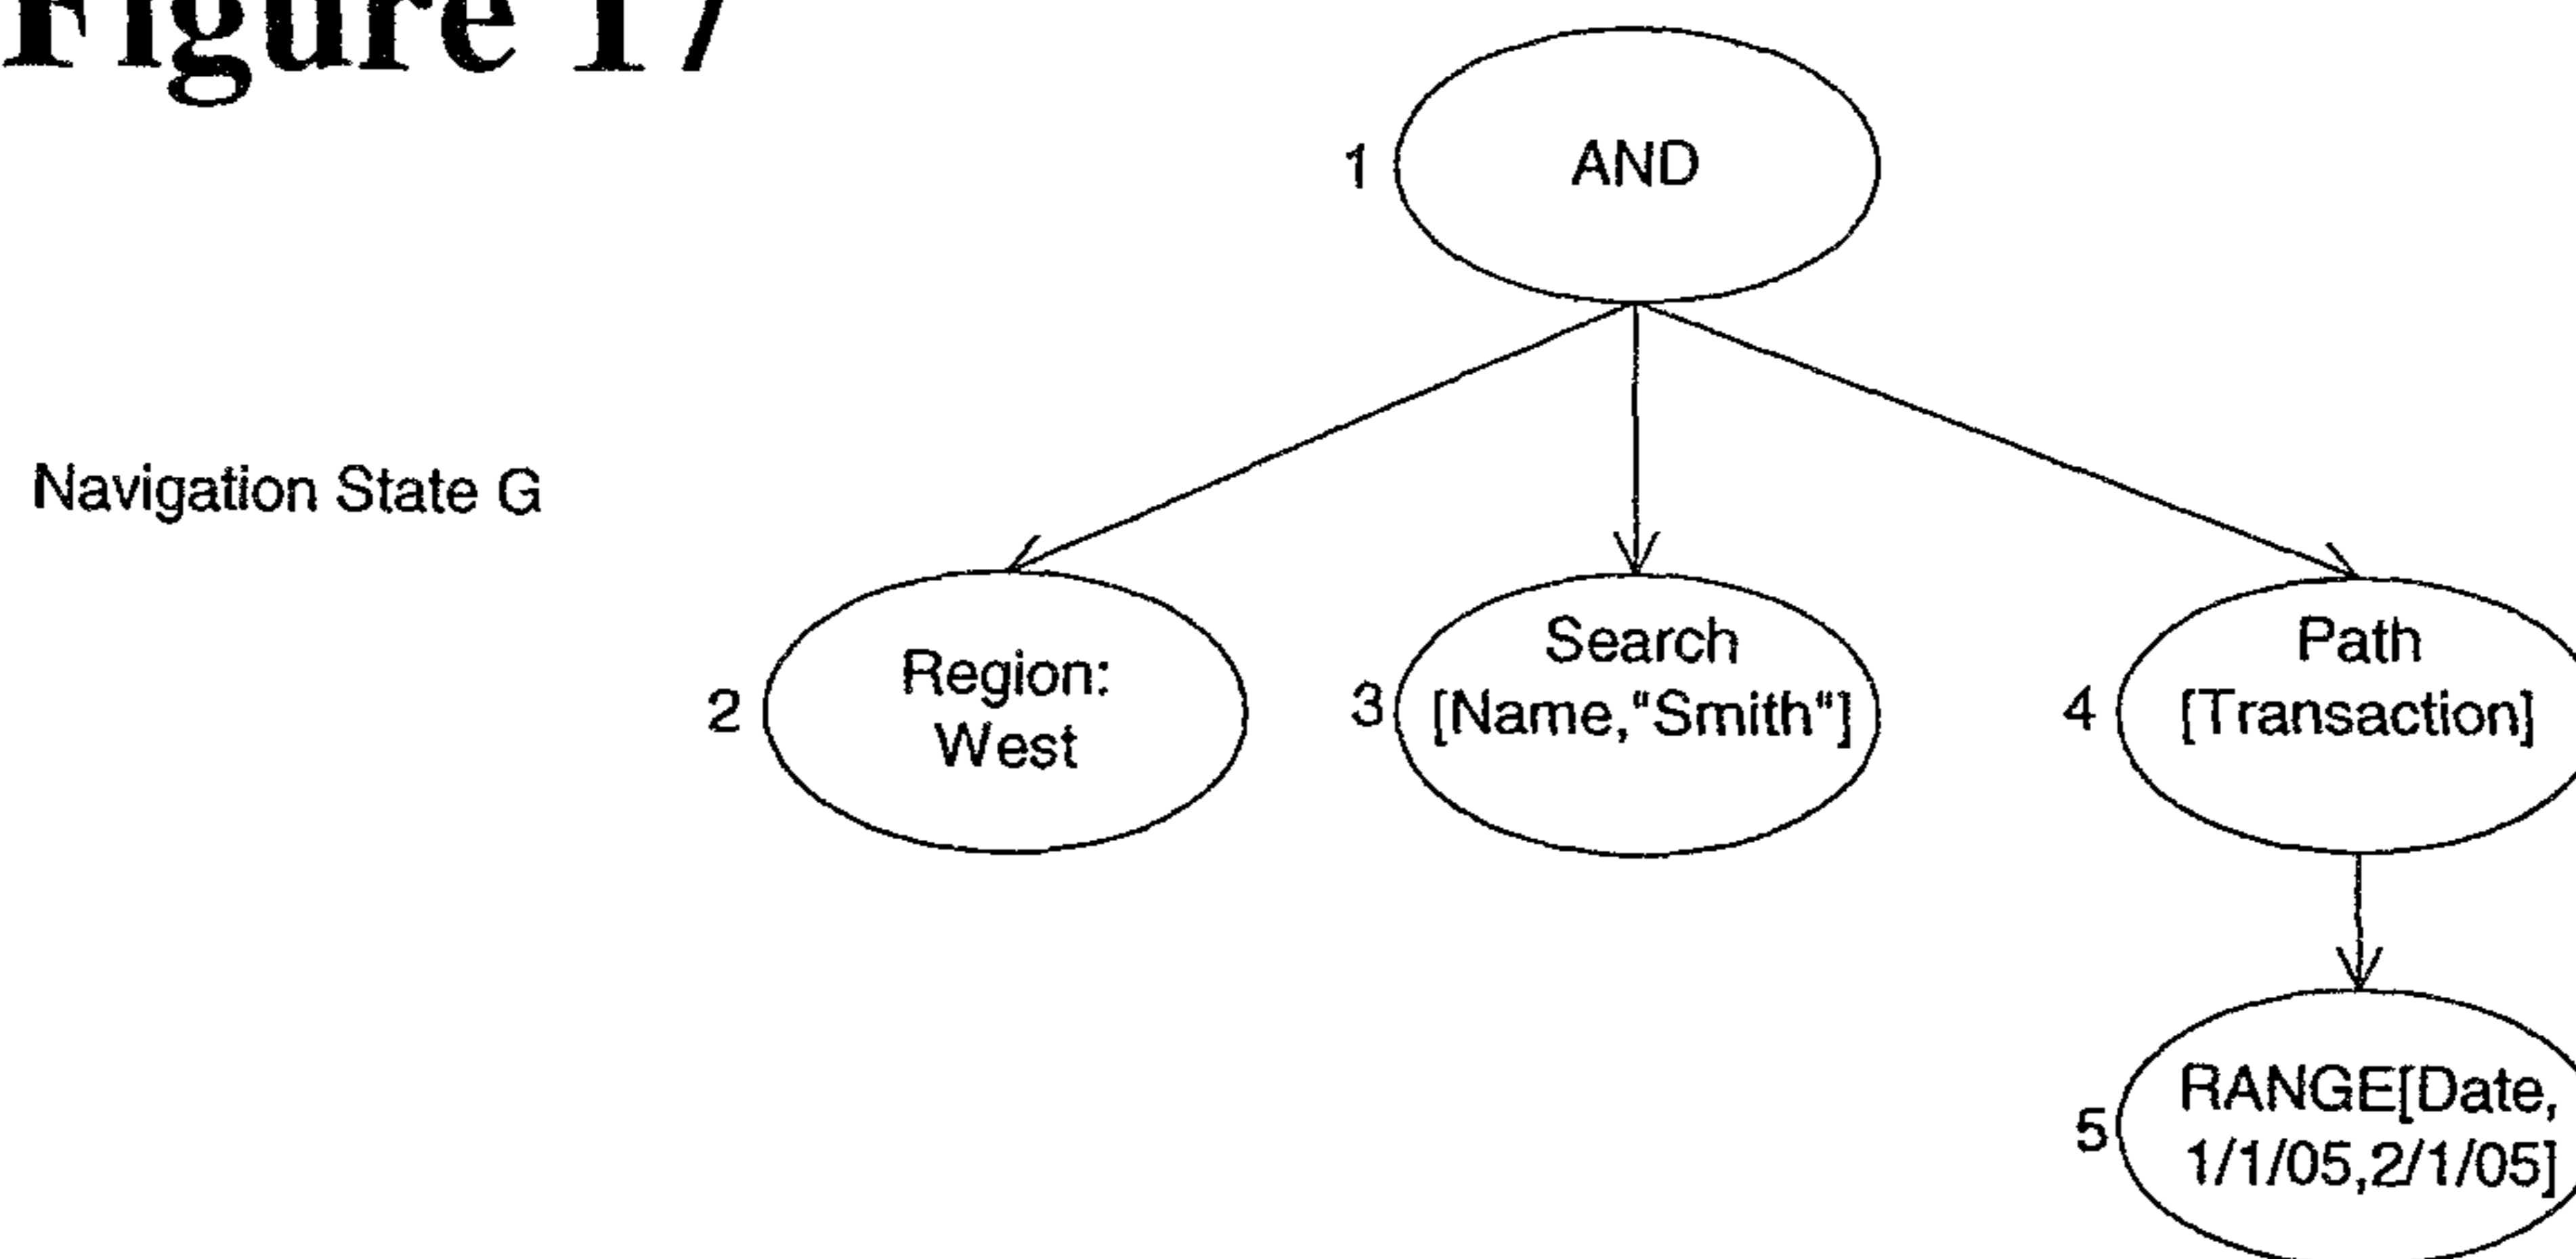 Figure 17
1
AND
Navigation State G
2
Region:
West
3
Search
[Name,"Smith"]
4
Path
[Transaction]
5
RANGE[Date,
1/1/05,2/1/05]